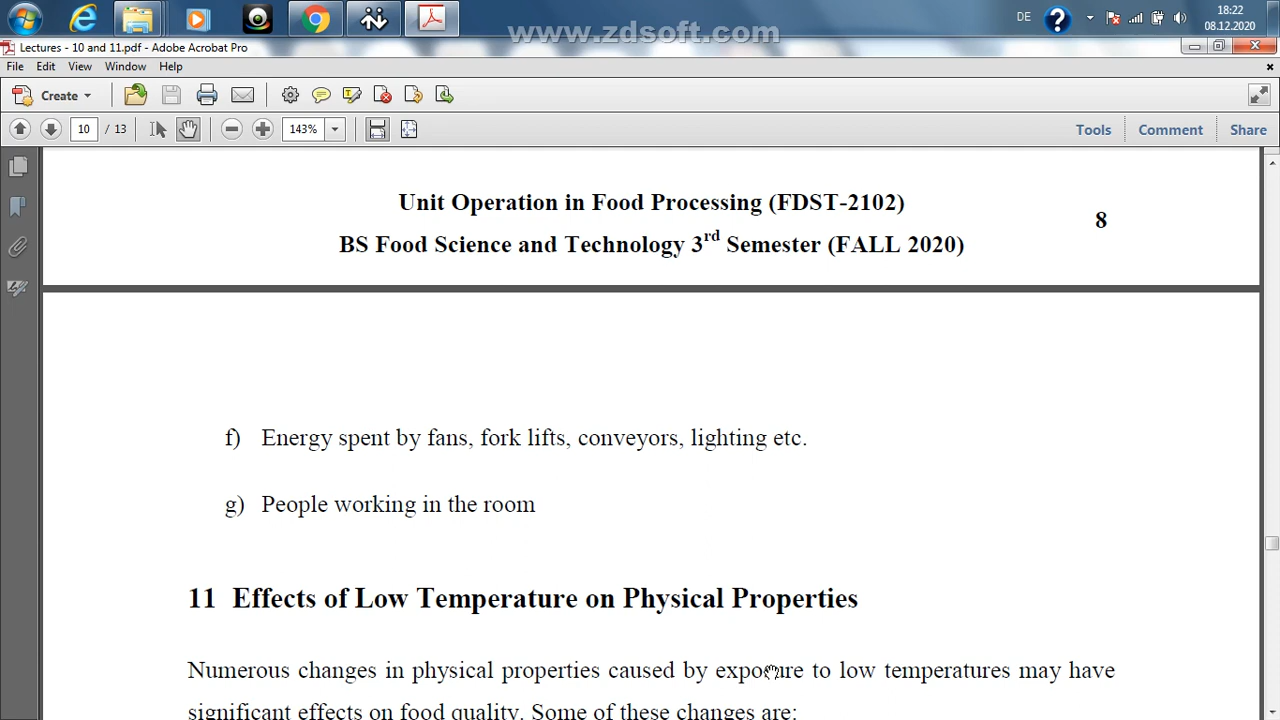 DE
18:22
08.12.2020
www.zdsoft.com
Lectures - 10 and 11.pdf - Adobe Acrobat Pro
File Edit View Window Help
Create
10 / 13 143% Tools Comment Share
Unit Operation in Food Processing (FDST-2102)
8
BS Food Science and Technology 3rd Semester (FALL 2020)
f) Energy spent by fans, fork lifts, conveyors, lighting etc.
g) People working in the room
11 Effects of Low Temperature on Physical Properties
Numerous changes in physical properties caused by exposure to low temperatures may have
significant effects on food quality. Some of these changes are: